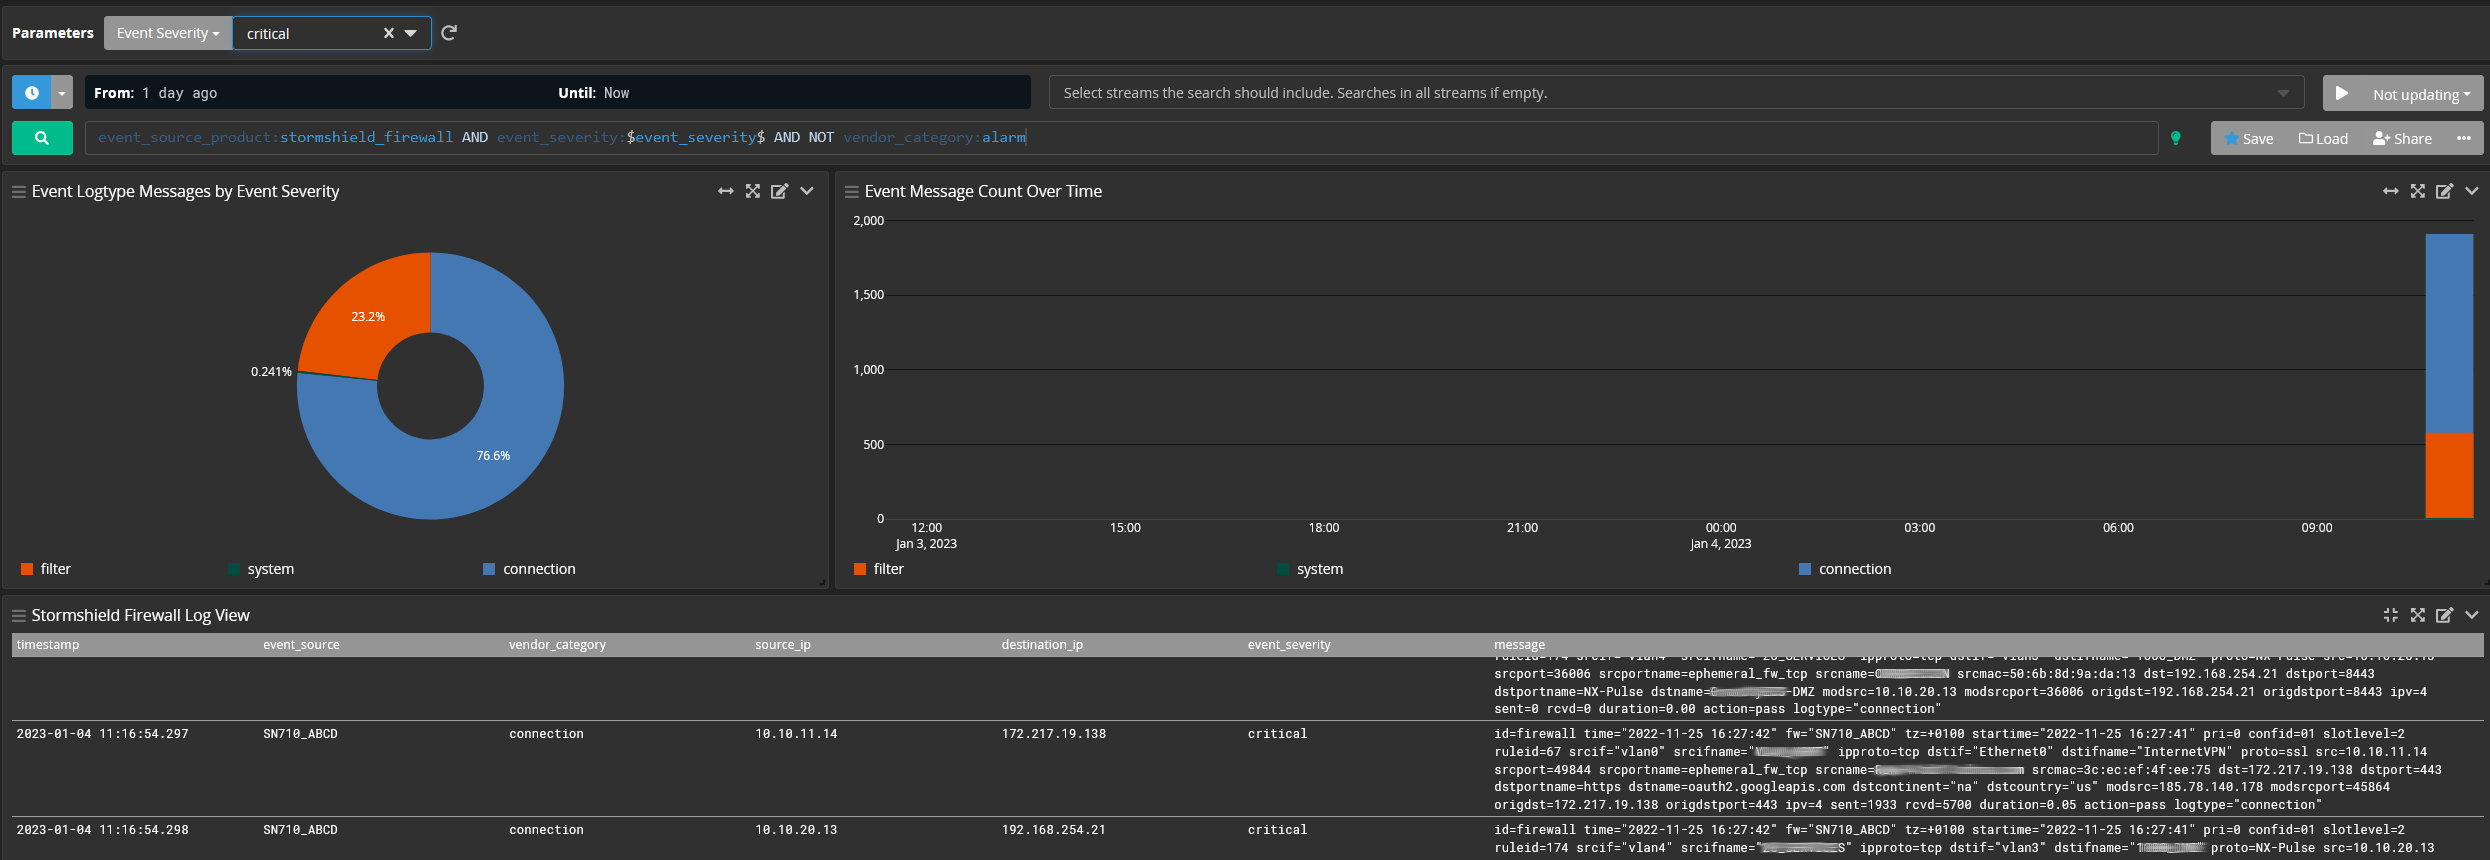 Parameters Event Severity critical
From: 1 day ago Until: Now Select streams the search should include. Searches in all streams if empty. Not updating
event_source_product:stormshield_firewall AND event_severity:$event_severity$ AND NOT vendor_category:alarm Save Load Share
Event Logtype Messages by Event Severity
23.2%
0.241%
76.6%
filter system connection
Event Message Count Over Time
2,000
1,500
1,000
500
0
12:00 15:00 18:00 21:00 00:00 03:00 06:00 09:00
Jan 3, 2023 Jan 4, 2023
filter system connection
Stormshield Firewall Log View
timestamp event_source vendor_category source_ip destination_ip event_severity message
srcport=36006 srcportname=ephemeral_fw_tcp srcname= srcmac=50:6b:8d:9a:da:13 dst=192.168.254.21 dstport=8443
dstportname=NX-Pulse dstname= -DMZ modsrc=10.10.20.13 modsrcport=36006 origdst=192.168.254.21 origdstport=8443 ipv=4
sent=0 rcvd=0 duration=0.00 action=pass logtype="connection"
2023-01-04 11:16:54.297 SN710_ABCD connection 10.10.11.14 172.217.19.138 critical id=firewall time="2022-11-25 16:27:42" fw="SN710_ABCD" tz=+0100 startime="2022-11-25 16:27:41" pri=0 confid=01 slotlevel=2
ruleid=67 srcif="vlan0" srcifname=" " ipproto=tcp dstif="Ethernet0" dstifname="InternetVPN" proto=ssl src=10.10.11.14
srcport=49844 srcportname=ephemeral_fw_tcp srcname= srcmac=3c:ec:ef:4f:ee:75 dst=172.217.19.138 dstport=443
dstportname=https dstname=oauth2.googleapis.com dstcontinent="na" dstcountry="us" modsrc=185.78.140.178 modsrcport=45864
origdst=172.217.19.138 origdstport=443 ipv=4 sent=1933 rcvd=5700 duration=0.05 action=pass logtype="connection"
2023-01-04 11:16:54.298 SN710_ABCD connection 10.10.20.13 192.168.254.21 critical id=firewall time="2022-11-25 16:27:42" fw="SN710_ABCD" tz=+0100 startime="2022-11-25 16:27:41" pri=0 confid=01 slotlevel=2
ruleid=174 srcif="vlan4" srcifname=" " ipproto=tcp dstif="vlan3" dstifname=" " proto=NX-Pulse src=10.10.20.13